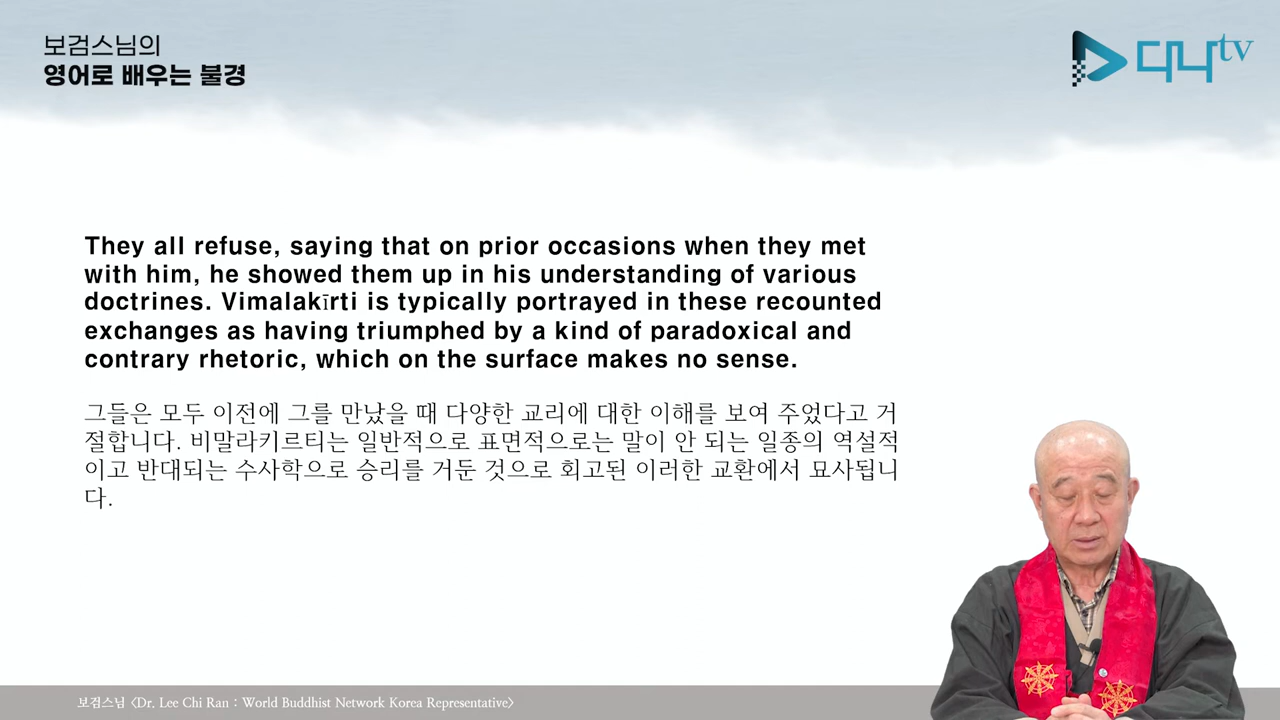 보검스님의
영어로 배우는 불경
디나tv
They all refuse, saying that on prior occasions when they met
with him, he showed them up in his understanding of various
doctrines. Vimalakīrti is typically portrayed in these recounted
exchanges as having triumphed by a kind of paradoxical and
contrary rhetoric, which on the surface makes no sense.
그들은 모두 이전에 그를 만났을 때 다양한 교리에 대한 이해를 보여 주었다고 거
절합니다. 비말라키르티는 일반적으로 표면적으로는 말이 안 되는 일종의 역설적
이고 반대되는 수사학으로 승리를 거둔 것으로 회고된 이러한 교환에서 묘사됩니
다.
보검스님 <Dr. Lee Chi Ran : World Buddhist Network Korea Representative>